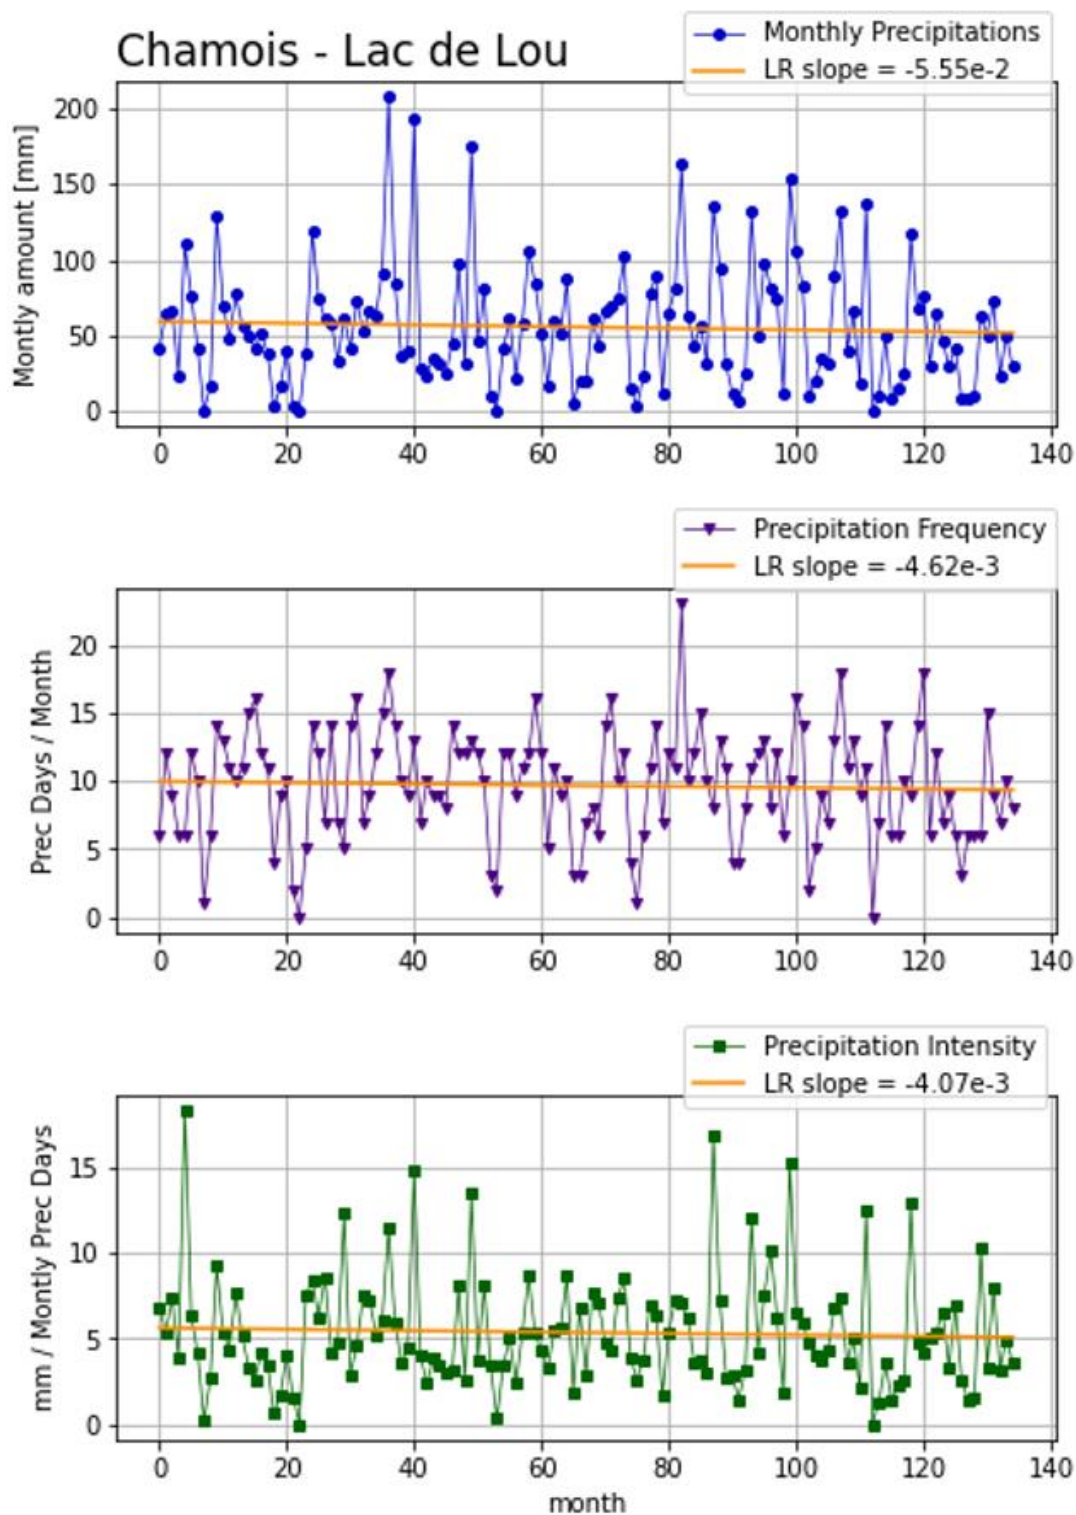 Chamois - Lac de Lou
Monthly Precipitations
LR slope = -5.55e-2
Montly amount [mm]
200
150
100
50
0
0 20 40 60 80 100 120 140
Precipitation Frequency
LR slope = -4.62e-3
Prec Days / Month
20
15
10
5
0
0 20 40 60 80 100 120 140
Precipitation Intensity
LR slope = -4.07e-3
mm / Montly Prec Days
15
10
5
0
0 20 40 60 80 100 120 140
month